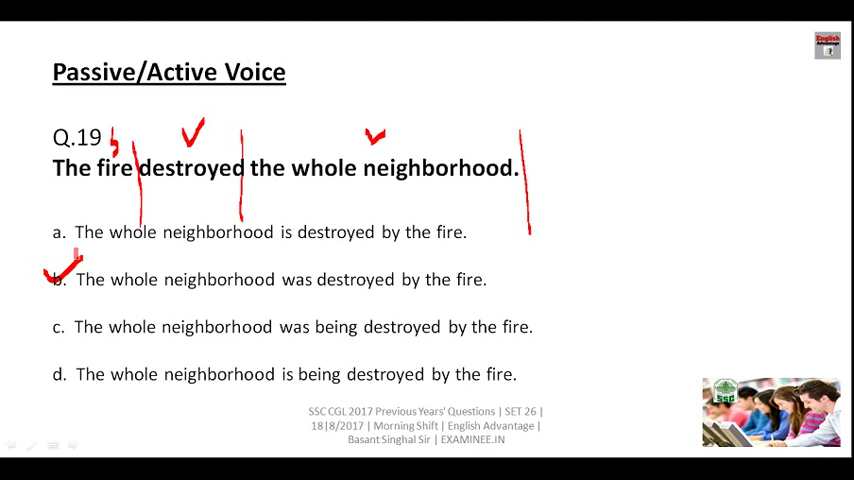 English
Advantage
Passive/Active Voice
Q.19
The fire destroyed the whole neighborhood.
a. The whole neighborhood is destroyed by the fire.
b. The whole neighborhood was destroyed by the fire.
c. The whole neighborhood was being destroyed by the fire.
d. The whole neighborhood is being destroyed by the fire.
SSC
SSC CGL 2017 Previous Years' Questions | SET 26 |
18|8/2017 | Morning Shift | English Advantage |
Basant Singhal Sir | EXAMINEE.IN